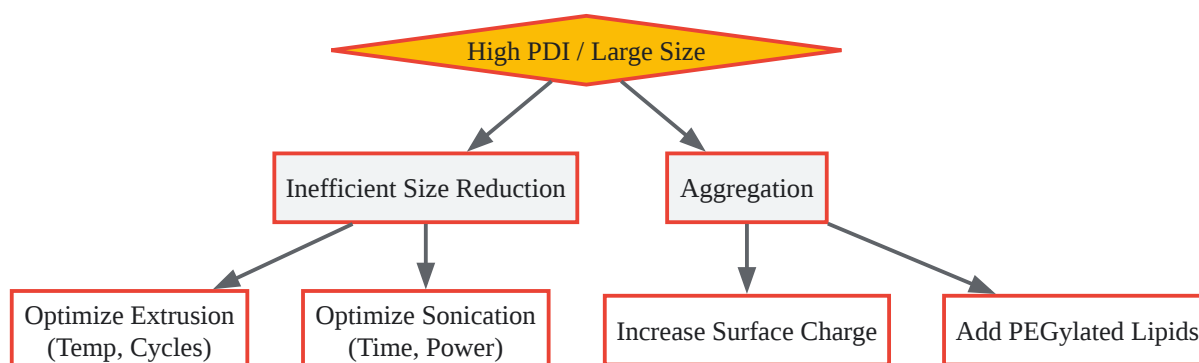 High PDI / Large Size
Inefficient Size Reduction
Aggregation
Optimize Extrusion
(Temp, Cycles)
Optimize Sonication
(Time, Power)
Increase Surface Charge
Add PEGylated Lipids